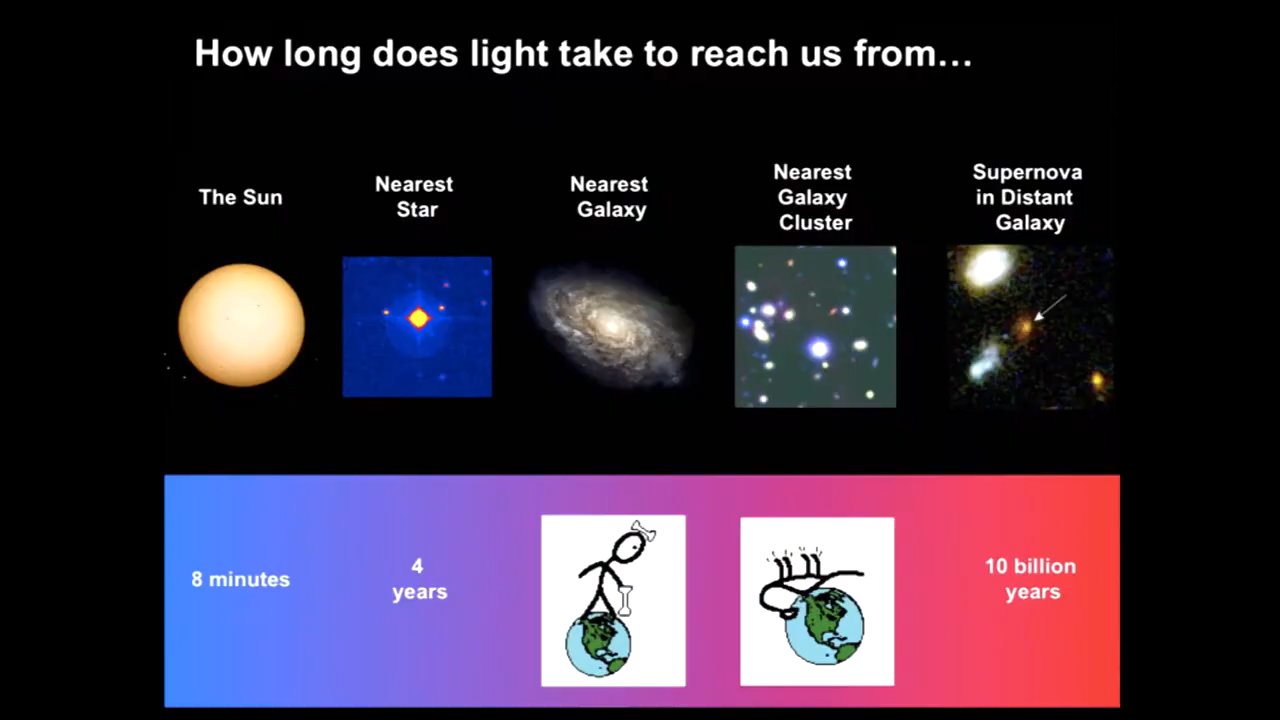 How long does light take to reach us from…
The Sun
Nearest
Star
Nearest
Galaxy
Nearest
Galaxy
Cluster
Supernova
in Distant
Galaxy
8 minutes
4
years
10 billion
years